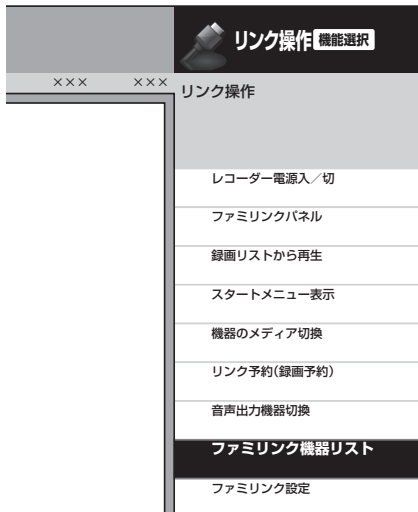 リンク操作 機能選択
××× ×××
リンク操作
レコーダー電源入／切
ファミリンクパネル
録画リストから再生
スタートメニュー表示
機器のメディア切換
リンク予約(録画予約)
音声出力機器切換
ファミリンク機器リスト
ファミリンク設定